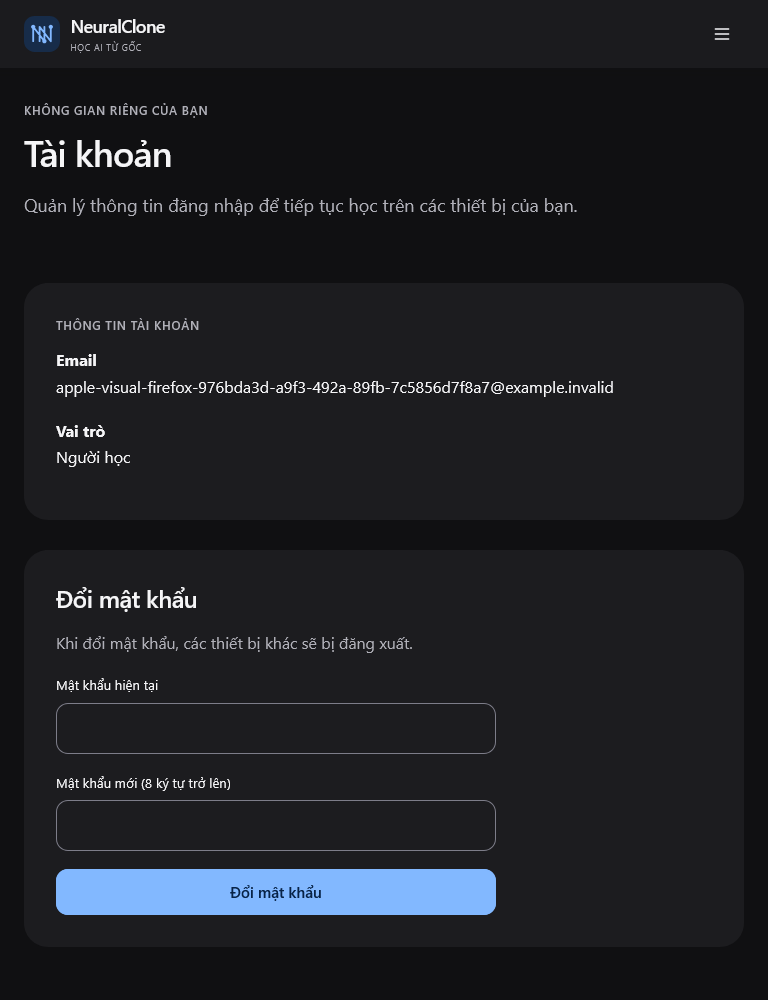 NeuralClone
HỌC AI TỪ GỐC
KHÔNG GIAN RIÊNG CỦA BẠN
Tài khoản
Quản lý thông tin đăng nhập để tiếp tục học trên các thiết bị của bạn.
THÔNG TIN TÀI KHOẢN
Email
apple-visual-firefox-976bda3d-a9f3-492a-89fb-7c5856d7f8a7@example.invalid
Vai trò
Người học
Đổi mật khẩu
Khi đổi mật khẩu, các thiết bị khác sẽ bị đăng xuất.
Mật khẩu hiện tại
Mật khẩu mới (8 ký tự trở lên)
Đổi mật khẩu